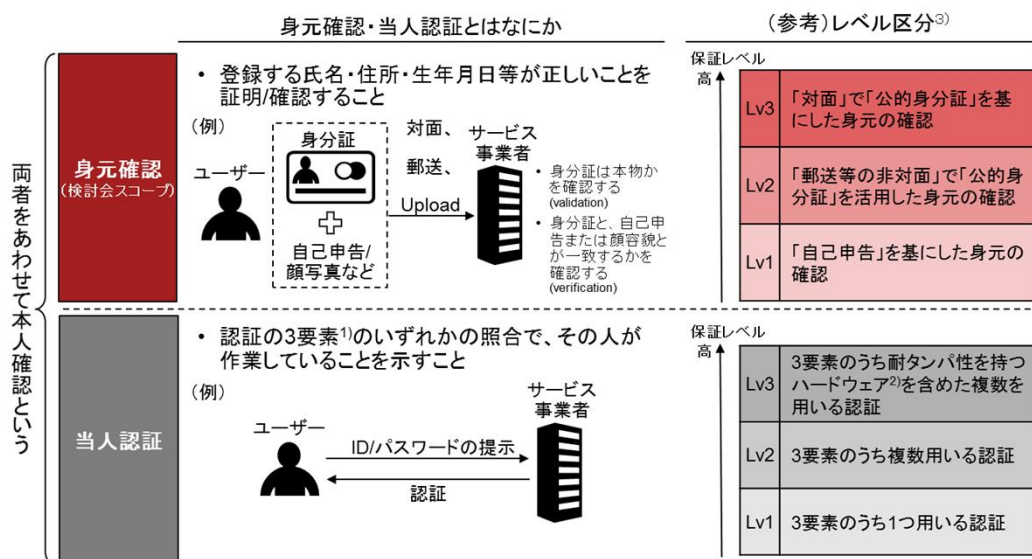 身元確認・当人認証とはなにか
（参考）レベル区分3)
両者をあわせて本人確認という
身元確認
（検討会スコープ）
• 登録する氏名・住所・生年月日等が正しいことを
証明/確認すること
（例）
ユーザー
身分証
自己申告/
顔写真など
対面、
郵送、
Upload
サービス
事業者
• 身分証は本物か
を確認する
(validation)
• 身分証と、自己申
告または顔容貌と
が一致するかを
確認する
(verification)
保証レベル
高
Lv3
「対面」で「公的身分証」を基
にした身元の確認
Lv2
「郵送等の非対面」で「公的身
分証」を活用した身元の確認
Lv1
「自己申告」を基にした身元の
確認
当人認証
• 認証の3要素1)のいずれかの照合で、その人が
作業していることを示すこと
（例）
ユーザー
ID/パスワードの提示
認証
サービス
事業者
保証レベル
高
Lv3
3要素のうち耐タンパ性を持つ
ハードウェア2)を含めた複数を
用いる認証
Lv2
3要素のうち複数用いる認証
Lv1
3要素のうち1つ用いる認証